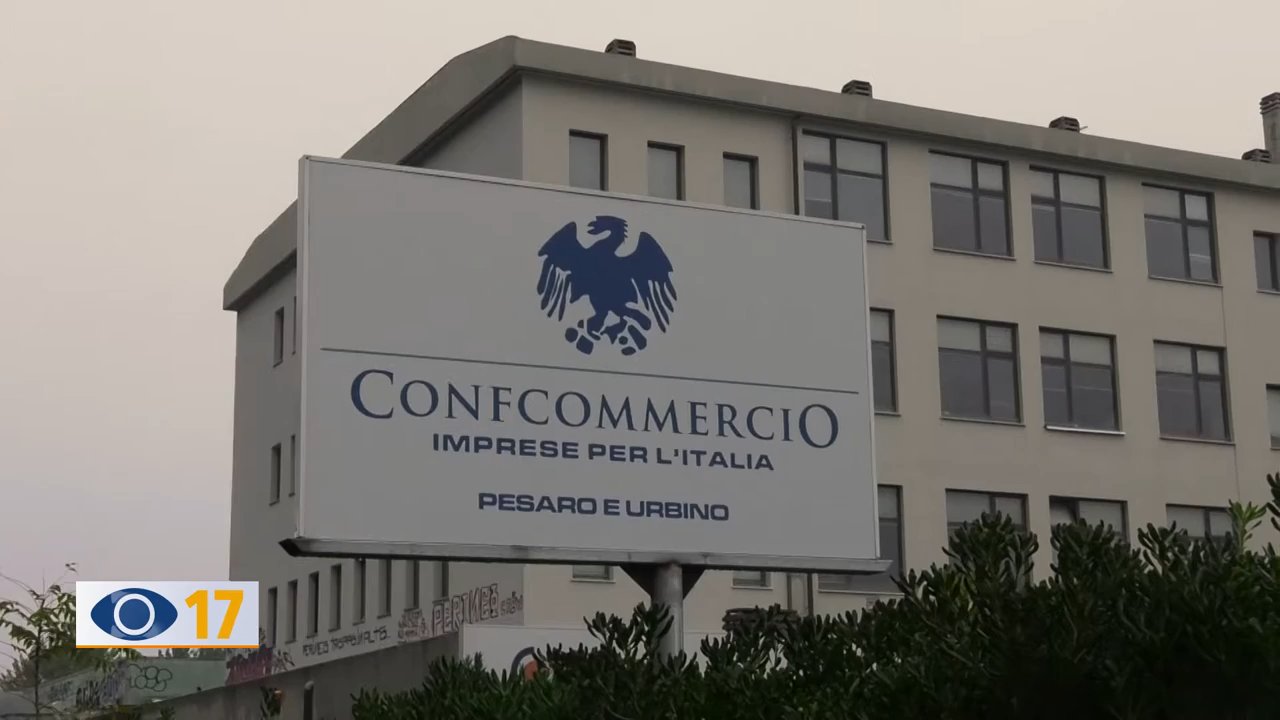 CONFCOMMERCIO
IMPRESE PER L'ITALIA
PESARO E URBINO
17